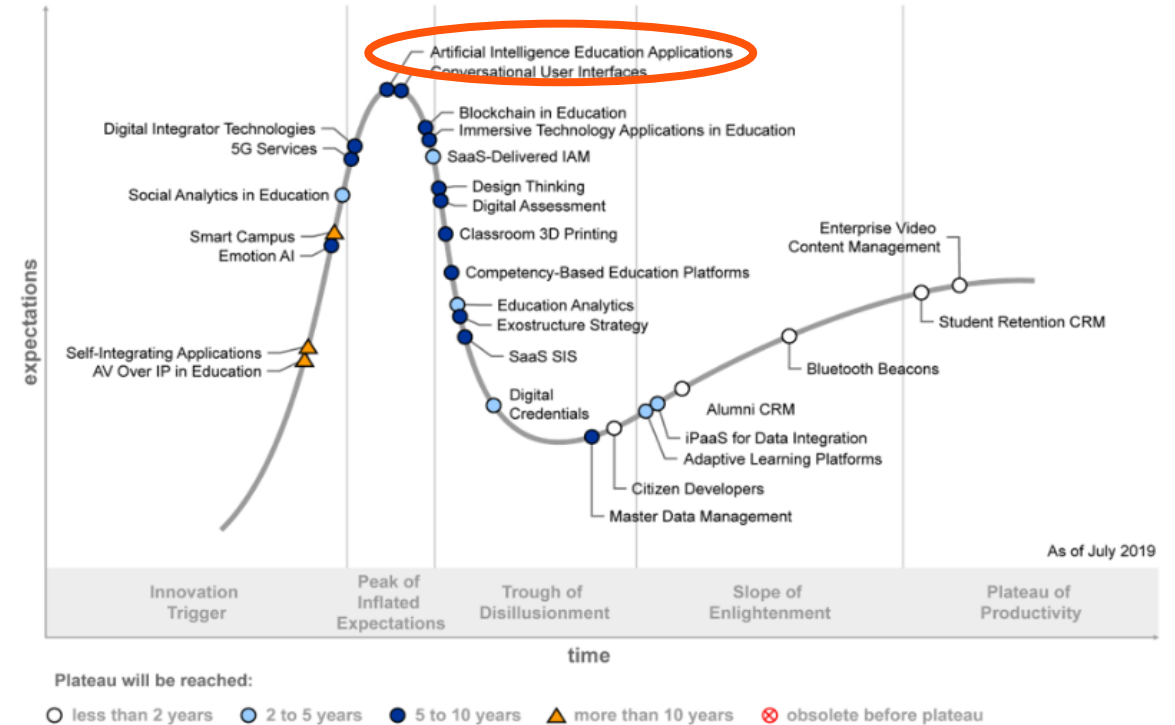 Artificial Intelligence Education Applications
Conversational User Interfaces
Blockchain in Education
Digital Integrator Technologies
Immersive Technology Applications in Education
5G Services
SaaS-Delivered IAM
Design Thinking
Social Analytics in Education
Digital Assessment
Smart Campus
Classroom 3D Printing
Emotion AI
Enterprise Video
Content Management
Competency-Based Education Platforms
Education Analytics
Exostructure Strategy
Student Retention CRM
Self-Integrating Applications
SaaS SIS
AV Over IP in Education
Bluetooth Beacons
Digital
Credentials
Alumni CRM
iPaaS for Data Integration
Adaptive Learning Platforms
Citizen Developers
Master Data Management
expectations
As of July 2019
Innovation
Trigger
Peak of
Inflated
Expectations
Trough of
Disillusionment
Slope of
Enlightenment
Plateau of
Productivity
time
Plateau will be reached:
less than 2 years
2 to 5 years
5 to 10 years
more than 10 years
obsolete before plateau